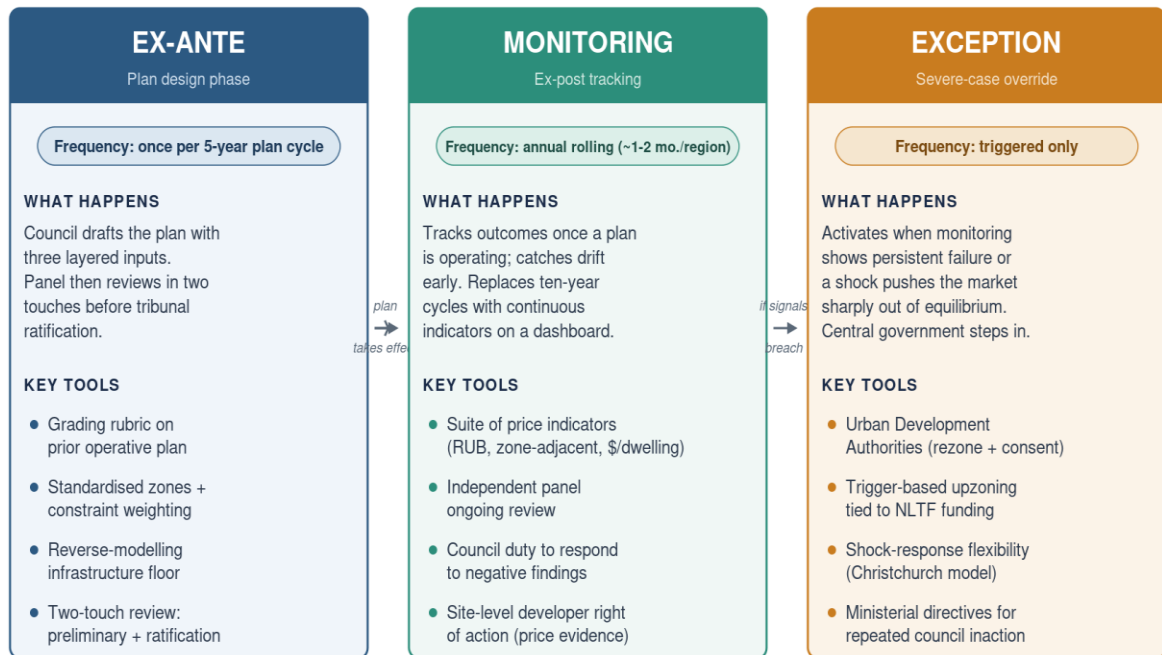 EX-ANTE
Plan design phase
Frequency: once per 5-year plan cycle
WHAT HAPPENS
Council drafts the plan with
three layered inputs.
Panel then reviews in two
touches before tribunal
ratification.
KEY TOOLS
Grading rubric on
prior operative plan
Standardised zones +
constraint weighting
Reverse-modelling
infrastructure floor
Two-touch review:
preliminary + ratification
plan
takes effe
MONITORING
Ex-post tracking
Frequency: annual rolling (~1-2 mo./region)
WHAT HAPPENS
Tracks outcomes once a plan
is operating; catches drift
early. Replaces ten-year
cycles with continuous
indicators on a dashboard.
KEY TOOLS
Suite of price indicators
(RUB, zone-adjacent, $/dwelling)
Independent panel
ongoing review
Council duty to respond
to negative findings
Site-level developer right
of action (price evidence)
if signals
breach
EXCEPTION
Severe-case override
Frequency: triggered only
WHAT HAPPENS
Activates when monitoring
shows persistent failure or
a shock pushes the market
sharply out of equilibrium.
Central government steps in.
KEY TOOLS
Urban Development
Authorities (rezone + consent)
Trigger-based upzoning
tied to NLTF funding
Shock-response flexibility
(Christchurch model)
Ministerial directives for
repeated council inaction